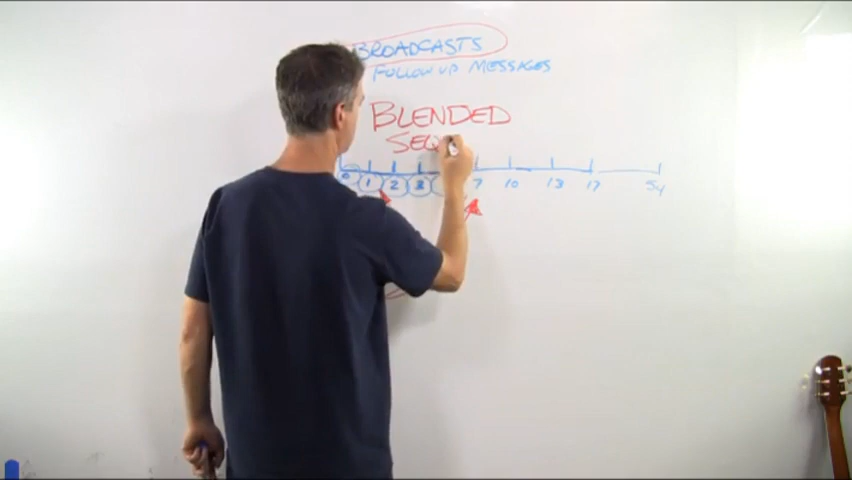 BROADCASTS
FOLLOW UP MESSAGES
BLENDED
SEQ
0 1 2 3 7 10 13 17 54